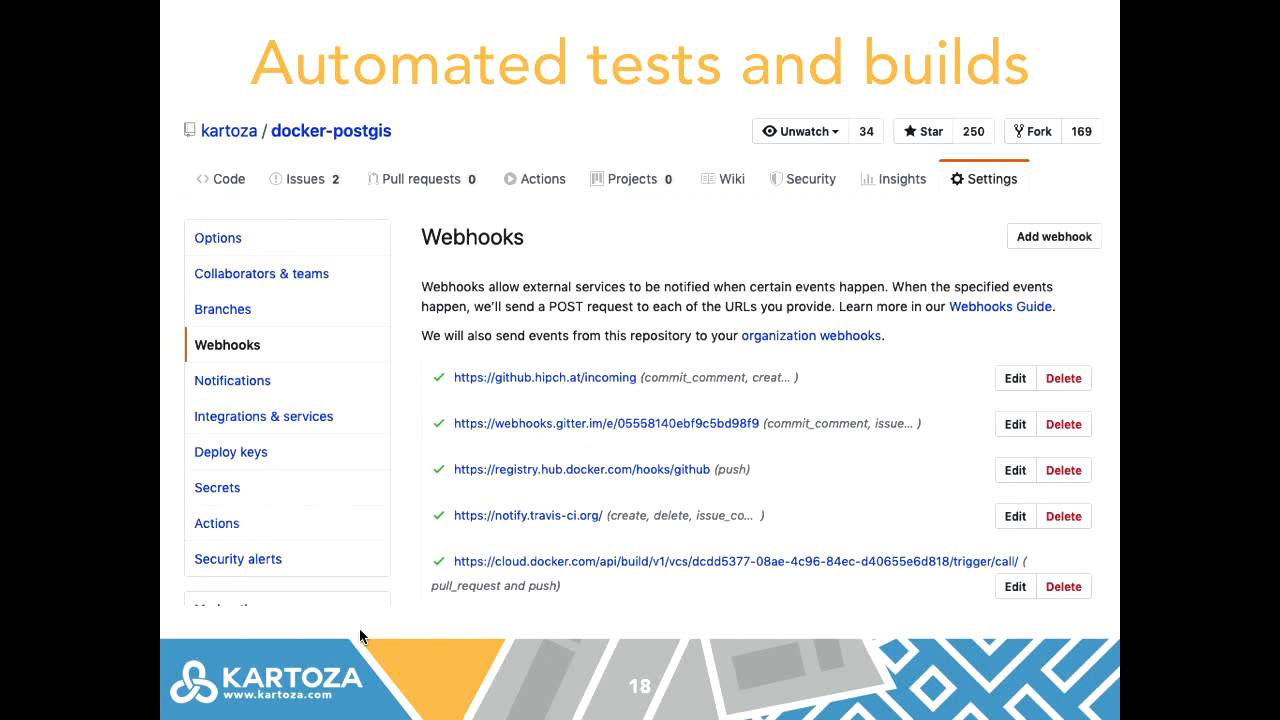 Automated tests and builds
kartoza / docker-postgis
Unwatch 34 Star 250 Fork 169
Code Issues 2 Pull requests 0 Actions Projects 0 Wiki Security Insights Settings
Options
Collaborators & teams
Branches
Webhooks
Notifications
Integrations & services
Deploy keys
Secrets
Actions
Security alerts
Webhooks
Add webhook
Webhooks allow external services to be notified when certain events happen. When the specified events
happen, we’ll send a POST request to each of the URLs you provide. Learn more in our Webhooks Guide.
We will also send events from this repository to your organization webhooks.
https://github.hipch.at/incoming (commit_comment, creat... ) Edit Delete
https://webhooks.gitter.im/e/05558140ebf9c5bd98f9 (commit_comment, issue... ) Edit Delete
https://registry.hub.docker.com/hooks/github (push) Edit Delete
https://notify.travis-ci.org/ (create, delete, issue_co... ) Edit Delete
https://cloud.docker.com/api/build/v1/vcs/dcdd5377-08ae-4c96-84ec-d40655e6d818/trigger/call/ (
pull_request and push) Edit Delete
KARTOZA
www.kartoza.com
18